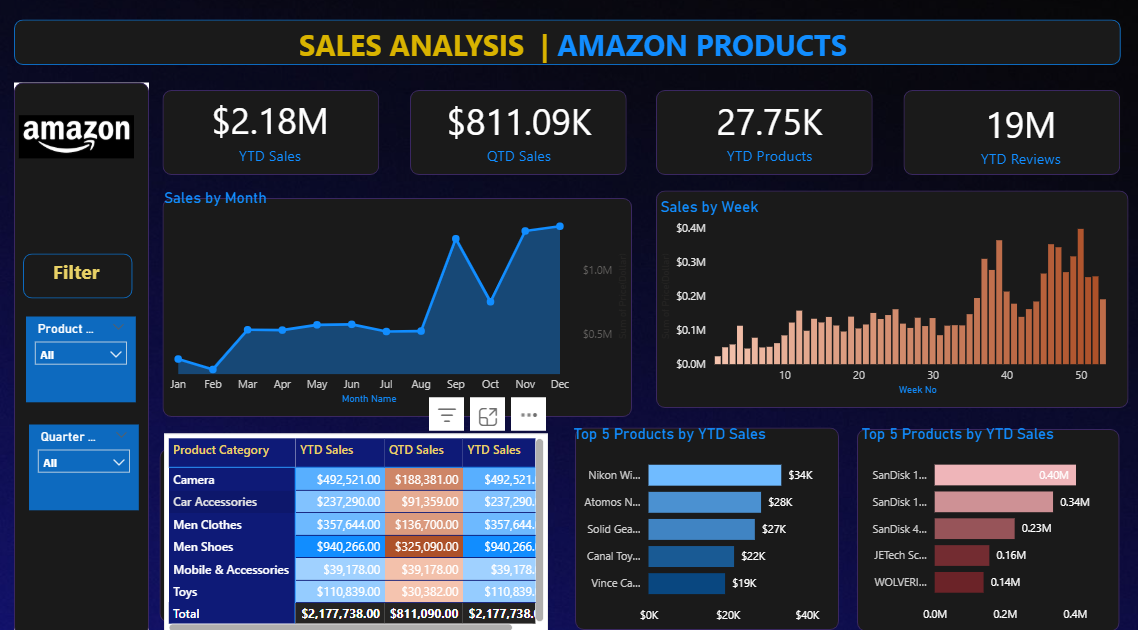 SALES ANALYSIS | AMAZON PRODUCTS
amazon
$2.18M
YTD Sales
$811.09K
QTD Sales
27.75K
YTD Products
19M
YTD Reviews
Filter
Product ...
All
Quarter ...
All
Sales by Month
$1.0M
$0.5M
Jan Feb Mar Apr May Jun Jul Aug Sep Oct Nov Dec
Month Name
Sales by Week
$0.4M
$0.3M
$0.2M
$0.1M
$0.0M
10 20 30 40 50
Week No
Product Category YTD Sales QTD Sales YTD Sales
Camera $492,521.00 $188,381.00 $492,521.
Car Accessories $237,290.00 $91,359.00 $237,290.
Men Clothes $357,644.00 $136,700.00 $357,644.
Men Shoes $940,266.00 $325,090.00 $940,266.
Mobile & Accessories $39,178.00 $39,178.00 $39,178.
Toys $110,839.00 $30,382.00 $110,839.
Total $2,177,738.00 $811,090.00 $2,177,738.
Top 5 Products by YTD Sales
Nikon Wi... $34K
Atomos N... $28K
Solid Gea... $27K
Canal Toy... $22K
Vince Ca... $19K
$0K $20K $40K
Top 5 Products by YTD Sales
SanDisk 1... 0.40M
SanDisk 1... 0.34M
SanDisk 4... 0.23M
JETech Sc... 0.16M
WOLVERI... 0.14M
0.0M 0.2M 0.4M